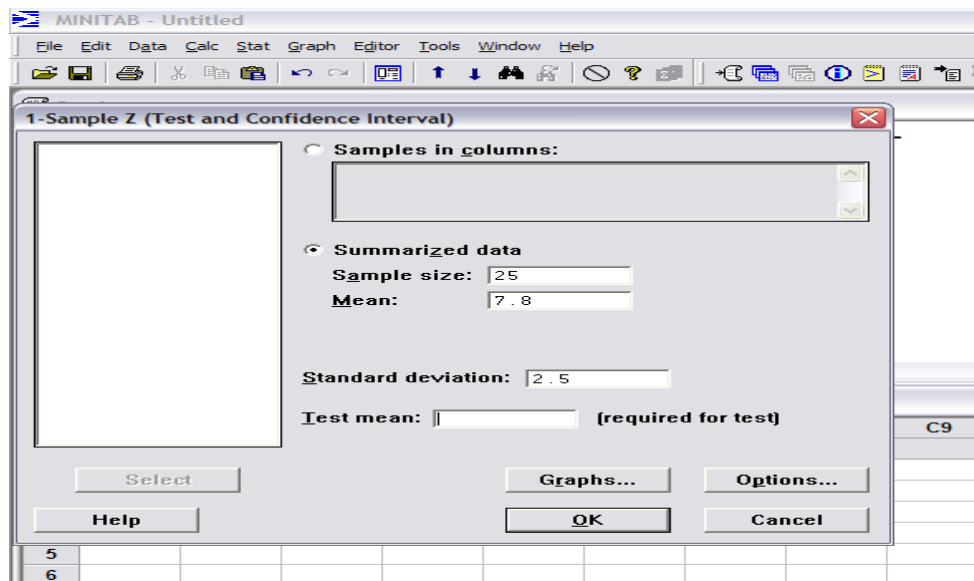 MINITAB - Untitled
File Edit Data Calc Stat Graph Editor Tools Window Help
1-Sample Z (Test and Confidence Interval)
Samples in columns:
Summarized data
Sample size: 25
Mean: 7.8
Standard deviation: 2.5
Test mean: (required for test)
C9
Select Graphs... Options...
Help OK Cancel
5
6